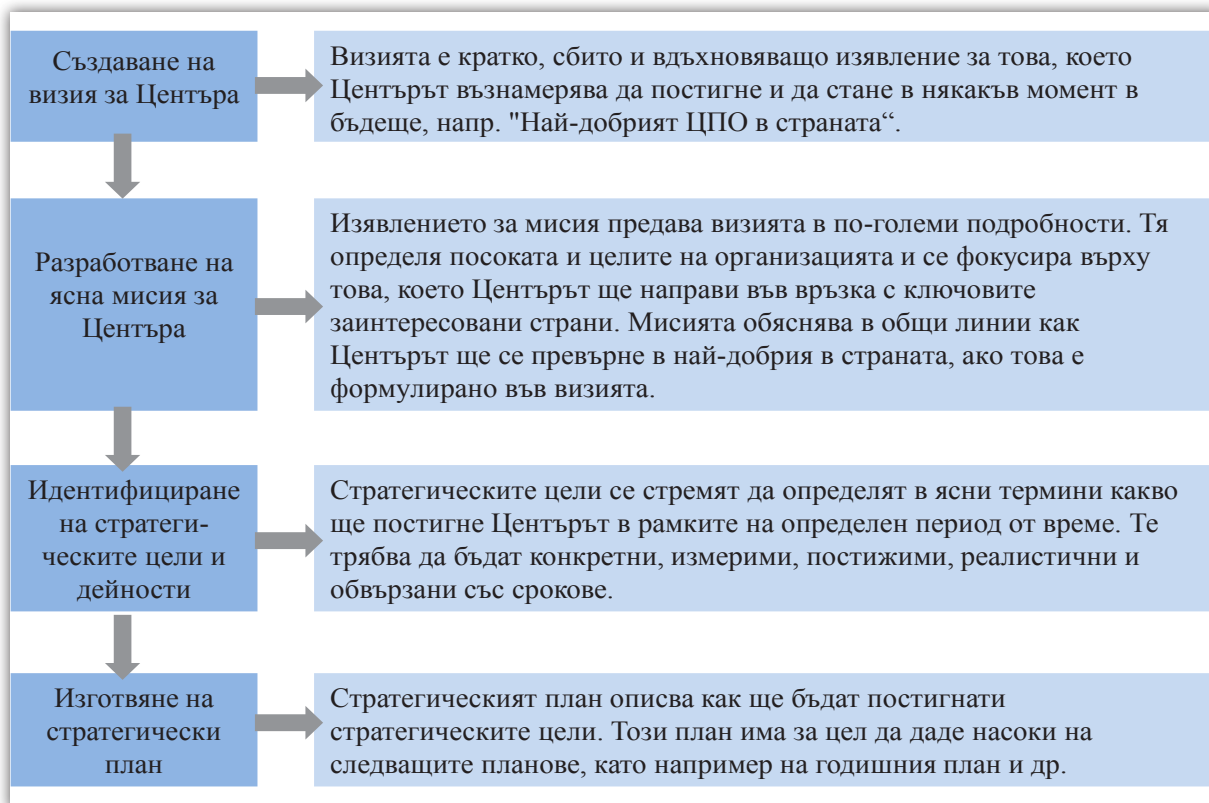 Създаване на
визия за Центъра
Визията е кратко, сбито и вдъхновяващо изявление за това, което
Центърът възнамерява да постигне и да стане в някакъв момент в
бъдеще, напр. "Най-добрият ЦПО в страната“.
Разработване на
ясна мисия за
Центъра
Изявлението за мисия предава визията в по-големи подробности. Тя
определя посоката и целите на организацията и се фокусира върху
това, което Центърът ще направи във връзка с ключовите
заинтересовани страни. Мисията обяснява в общи линии как
Центърът ще се превърне в най-добрия в страната, ако това е
формулирано във визията.
Идентифициране
на стратеги-
ческите цели и
дейности
Стратегическите цели се стремят да определят в ясни термини какво
ще постигне Центърът в рамките на определен период от време. Те
трябва да бъдат конкретни, измерими, постижими, реалистични и
обвързани със срокове.
Изготвяне на
стратегически
план
Стратегическият план описва как ще бъдат постигнати
стратегическите цели. Този план има за цел да даде насоки на
следващите планове, като например на годишния план и др.